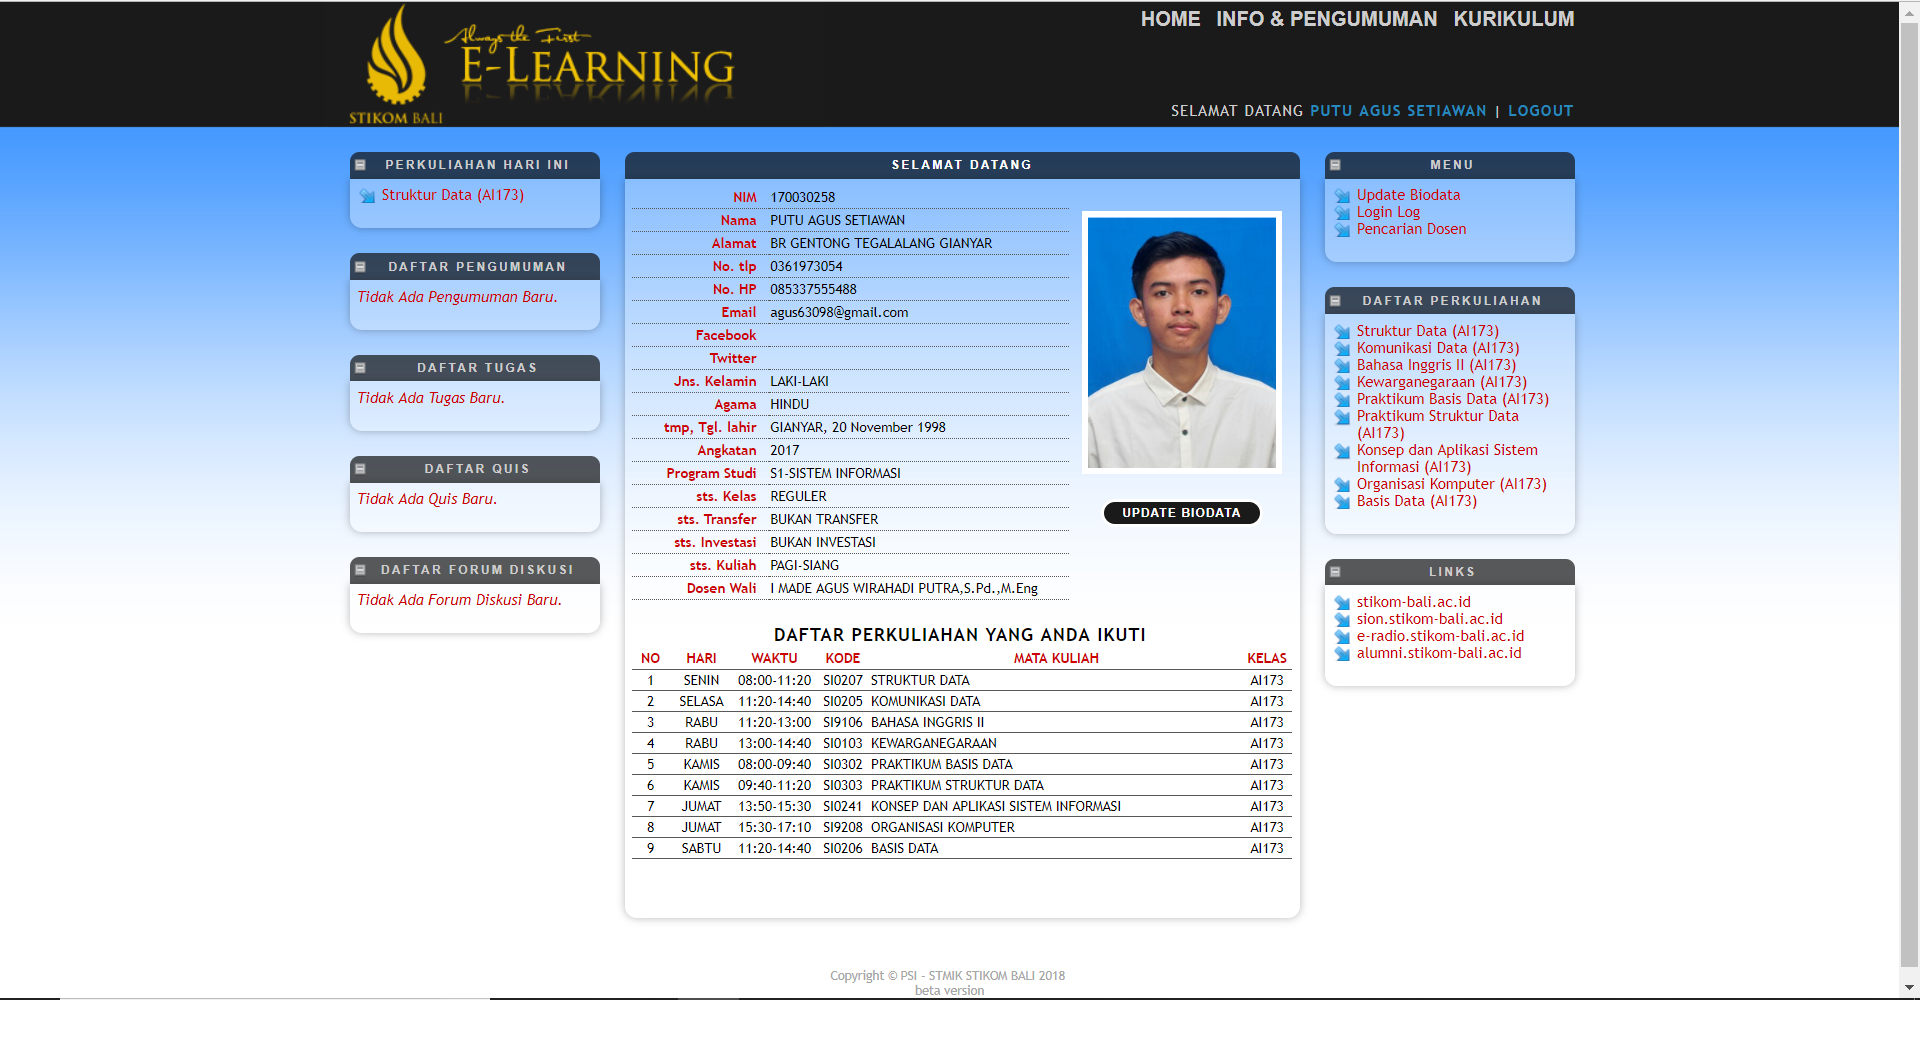 Always the First
E-LEARNING
STIKOM BALI
HOME INFO & PENGUMUMAN KURIKULUM
SELAMAT DATANG PUTU AGUS SETIAWAN | LOGOUT
PERKULIAHAN HARI INI
Struktur Data (AI173)
DAFTAR PENGUMUMAN
Tidak Ada Pengumuman Baru.
DAFTAR TUGAS
Tidak Ada Tugas Baru.
DAFTAR QUIS
Tidak Ada Quis Baru.
DAFTAR FORUM DISKUSI
Tidak Ada Forum Diskusi Baru.
SELAMAT DATANG
NIM 170030258
Nama PUTU AGUS SETIAWAN
Alamat BR GENTONG TEGALALANG GIANYAR
No. tlp 0361973054
No. HP 085337555488
Email agus63098@gmail.com
Facebook
Twitter
Jns. Kelamin LAKI-LAKI
Agama HINDU
tmp, Tgl. lahir GIANYAR, 20 November 1998
Angkatan 2017
Program Studi S1-SISTEM INFORMASI
sts. Kelas REGULER
sts. Transfer BUKAN TRANSFER
sts. Investasi BUKAN INVESTASI
sts. Kuliah PAGI-SIANG
Dosen Wali I MADE AGUS WIRAHADI PUTRA,S.Pd.,M.Eng
UPDATE BIODATA
DAFTAR PERKULIAHAN YANG ANDA IKUTI
NO HARI WAKTU KODE MATA KULIAH KELAS
1 SENIN 08:00-11:20 SI0207 STRUKTUR DATA AI173
2 SELASA 11:20-14:40 SI0205 KOMUNIKASI DATA AI173
3 RABU 11:20-13:00 SI9106 BAHASA INGGRIS II AI173
4 RABU 13:00-14:40 SI0103 KEWARGANEGARAAN AI173
5 KAMIS 08:00-09:40 SI0302 PRAKTIKUM BASIS DATA AI173
6 KAMIS 09:40-11:20 SI0303 PRAKTIKUM STRUKTUR DATA AI173
7 JUMAT 13:50-15:30 SI0241 KONSEP DAN APLIKASI SISTEM INFORMASI AI173
8 JUMAT 15:30-17:10 SI9208 ORGANISASI KOMPUTER AI173
9 SABTU 11:20-14:40 SI0206 BASIS DATA AI173
MENU
Update Biodata
Login Log
Pencarian Dosen
DAFTAR PERKULIAHAN
Struktur Data (AI173)
Komunikasi Data (AI173)
Bahasa Inggris II (AI173)
Kewarganegaraan (AI173)
Praktikum Basis Data (AI173)
Praktikum Struktur Data
(AI173)
Konsep dan Aplikasi Sistem
Informasi (AI173)
Organisasi Komputer (AI173)
Basis Data (AI173)
LINKS
stikom-bali.ac.id
sion.stikom-bali.ac.id
e-radio.stikom-bali.ac.id
alumni.stikom-bali.ac.id
Copyright © PSI - STMIK STIKOM BALI 2018
beta version